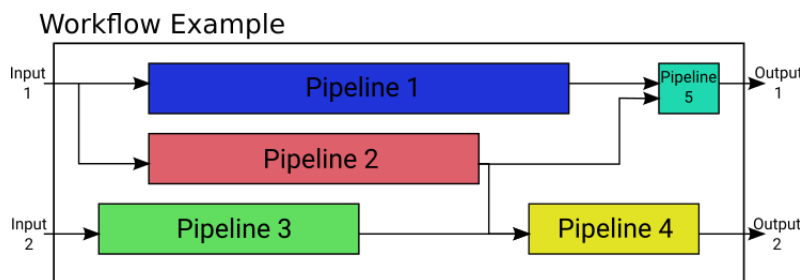 Workflow Example
Input
1
Pipeline 1
Pipeline
5
Output
1
Pipeline 2
Input
2
Pipeline 3
Pipeline 4
Output
2